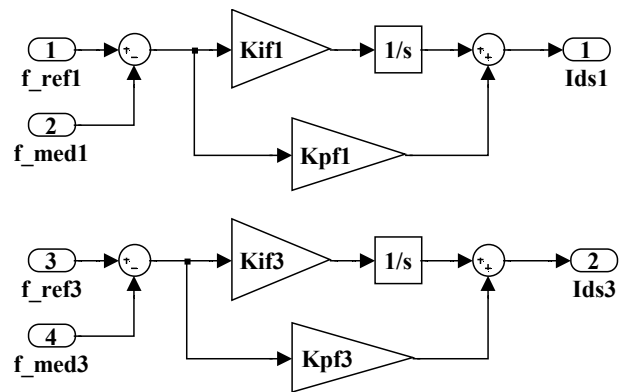 1
f_ref1
2
f_med1
+
-
Kif1
1/s
Kpf1
+
+
1
Ids1
3
f_ref3
4
f_med3
+
-
Kif3
1/s
Kpf3
+
+
2
Ids3